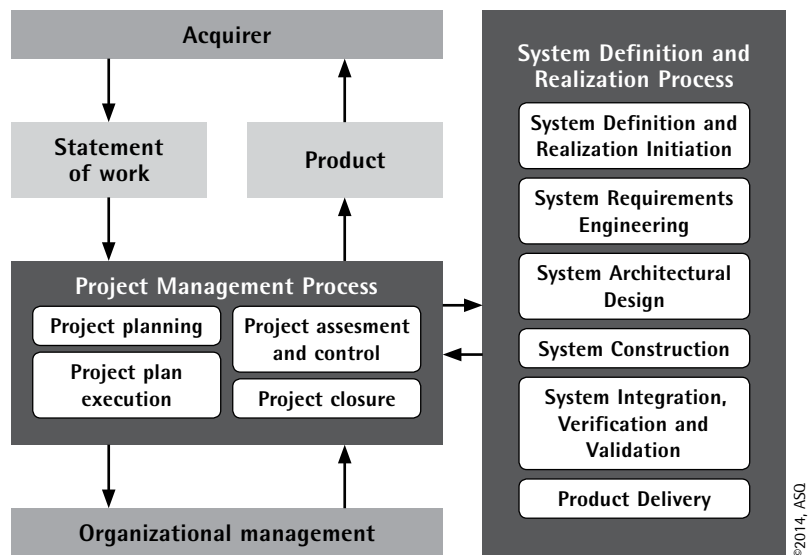 Acquirer
Statement
of work
Product
Project Management Process
Project planning
Project plan
execution
Project assesment
and control
Project closure
Organizational management
System Definition and
Realization Process
System Definition and
Realization Initiation
System Requirements
Engineering
System Architectural
Design
System Construction
System Integration,
Verification and
Validation
Product Delivery
©2014, ASQ